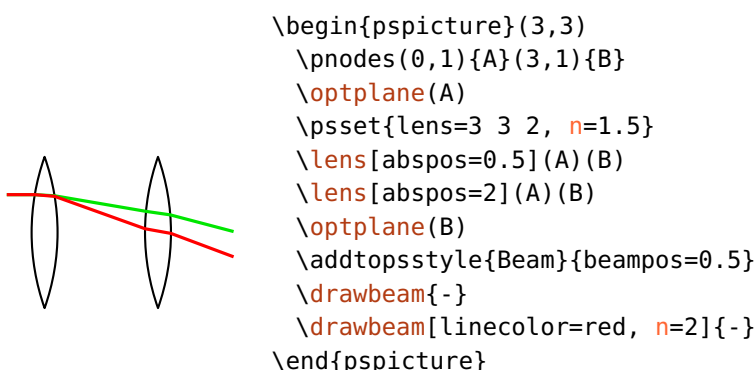 \begin{pspicture}(3,3)
\pnodes(0,1){A}(3,1){B}
\optplane(A)
\psset{lens=3 3 2, n=1.5}
\lens[abspos=0.5](A)(B)
\lens[abspos=2](A)(B)
\optplane(B)
\addtopsstyle{Beam}{beampos=0.5}
\drawbeam{-}
\drawbeam[linecolor=red, n=2]{-}
\end{pspicture}